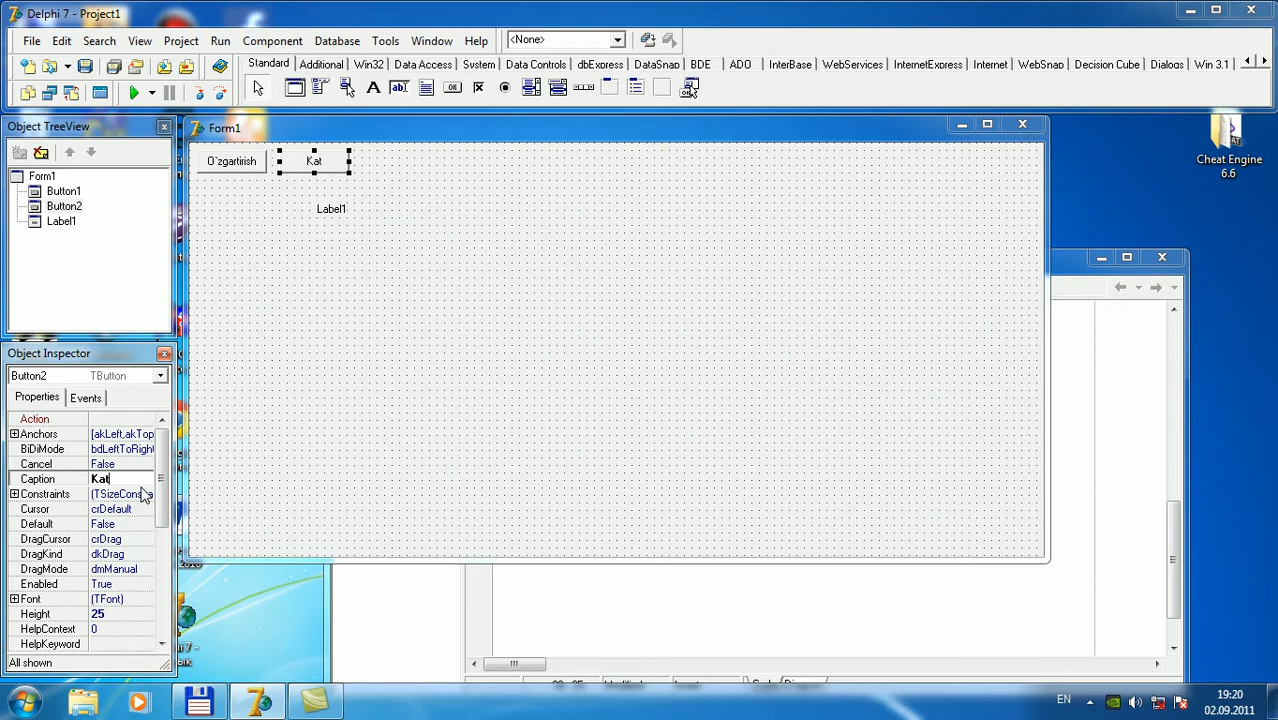 Delphi 7 - Project1
File Edit Search View Project Run Component Database Tools Window Help <None>
Standard Additional Win32 System Data Access Data Controls dbExpress DataSnap BDE ADO InterBase WebServices InternetExpress Internet WebSnap Decision Cube Dialogs Win 3.1
Object TreeView
Form1
Button1
Button2
Label1
Form1
O`zgartirish Kat
Label1
Cheat Engine
6.6
Object Inspector
Button2 TButton
Properties Events
Action
Anchors [akLeft,akTop
BiDiMode bdLeftToRight
Cancel False
Caption Kat
Constraints
Cursor crDefault
Default False
DragCursor crDrag
DragKind dkDrag
DragMode dmManual
Enabled True
Font (TFont)
Height 25
HelpContext 0
HelpKeyword
All shown
EN
19:20
02.09.2011